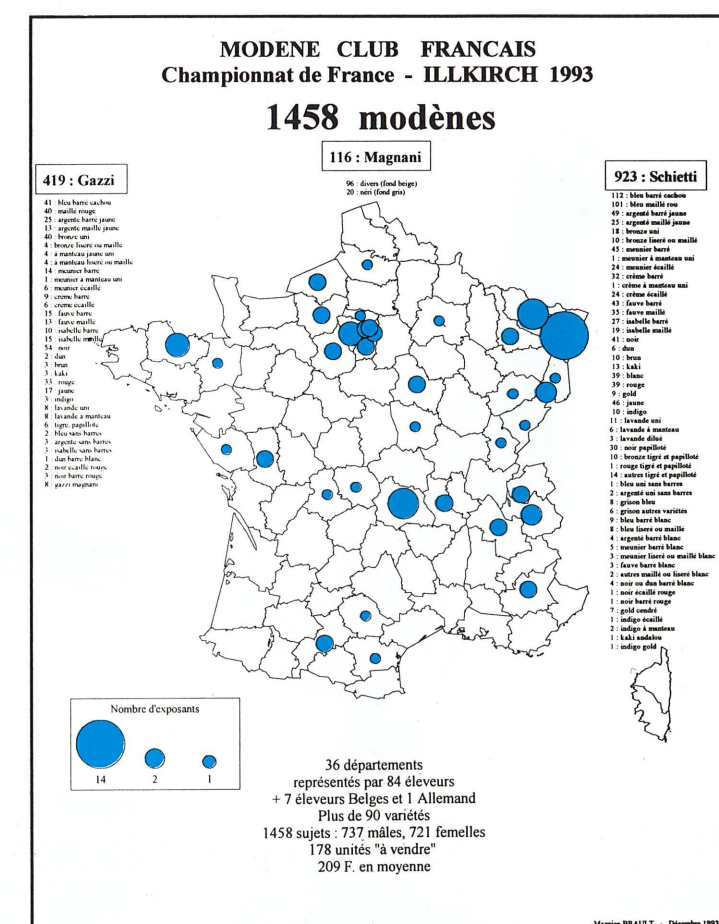 MODENE CLUB FRANCAIS
Championnat de France - ILLKIRCH 1993
1458 modènes
116 : Magnani
96 : divers (fond beige)
20 : néri (fond gris)
419 : Gazzi
41 : bleu barré cachou
40 : maillé rouge
25 : argenté barré jaune
13 : argenté maillé jaune
40 : bronze uni
4 : bronze liseré ou maillé
4 : à manteau jaune uni
4 : à manteau liseré ou maillé
14 : meunier barré
1 : meunier à manteau uni
6 : meunier écaillé
9 : crème barré
6 : crème écaillé
15 : fauve barré
13 : fauve maillé
10 : isabelle barré
15 : isabelle maillé
54 : noir
2 : dun
3 : brun
3 : kaki
33 : rouge
17 : jaune
3 : indigo
8 : lavande uni
8 : lavande à manteau
6 : tigré, papilloté
2 : bleu sans barres
3 : argenté sans barres
3 : isabelle sans barres
1 : dun barré blanc
2 : noir écaillé rouge
3 : noir barré rouge
8 : gazzi magnani
923 : Schietti
112 : bleu barré cachou
101 : bleu maillé rou
49 : argenté barré jaune
25 : argenté maillé jaune
18 : bronze uni
10 : bronze liseré ou maillé
45 : meunier barré
1 : meunier à manteau uni
24 : meunier écaillé
32 : crème barré
1 : crème à manteau uni
24 : crème écaillé
43 : fauve barré
35 : fauve maillé
27 : isabelle barré
19 : isabelle maillé
41 : noir
6 : dun
10 : brun
13 : kaki
39 : blanc
39 : rouge
9 : gold
46 : jaune
10 : indigo
11 : lavande uni
6 : lavande à manteau
3 : lavande dilué
30 : noir papilloté
10 : bronze tigré et papilloté
1 : rouge tigré et papilloté
14 : autres tigré et papilloté
1 : bleu uni sans barres
2 : argenté uni sans barres
8 : grison bleu
6 : grison autres variétés
9 : bleu barré blanc
8 : bleu liseré ou maillé
4 : argenté barré blanc
5 : meunier barré blanc
3 : meunier liseré ou maillé blanc
3 : fauve barre blanc
2 : autres maillé ou liseré blanc
4 : noir ou dun barré blanc
1 : noir écaillé rouge
1 : noir barré rouge
7 : gold cendré
1 : indigo écaillé
2 : indigo à manteau
1 : kaki andalou
1 : indigo gold
Nombre d'exposants
14 2 1
36 départements
représentés par 84 éleveurs
+ 7 éleveurs Belges et 1 Allemand
Plus de 90 variétés
1458 sujets : 737 mâles, 721 femelles
178 unités "à vendre"
209 F. en moyenne
Maurice BRAULT - Décembre 1993